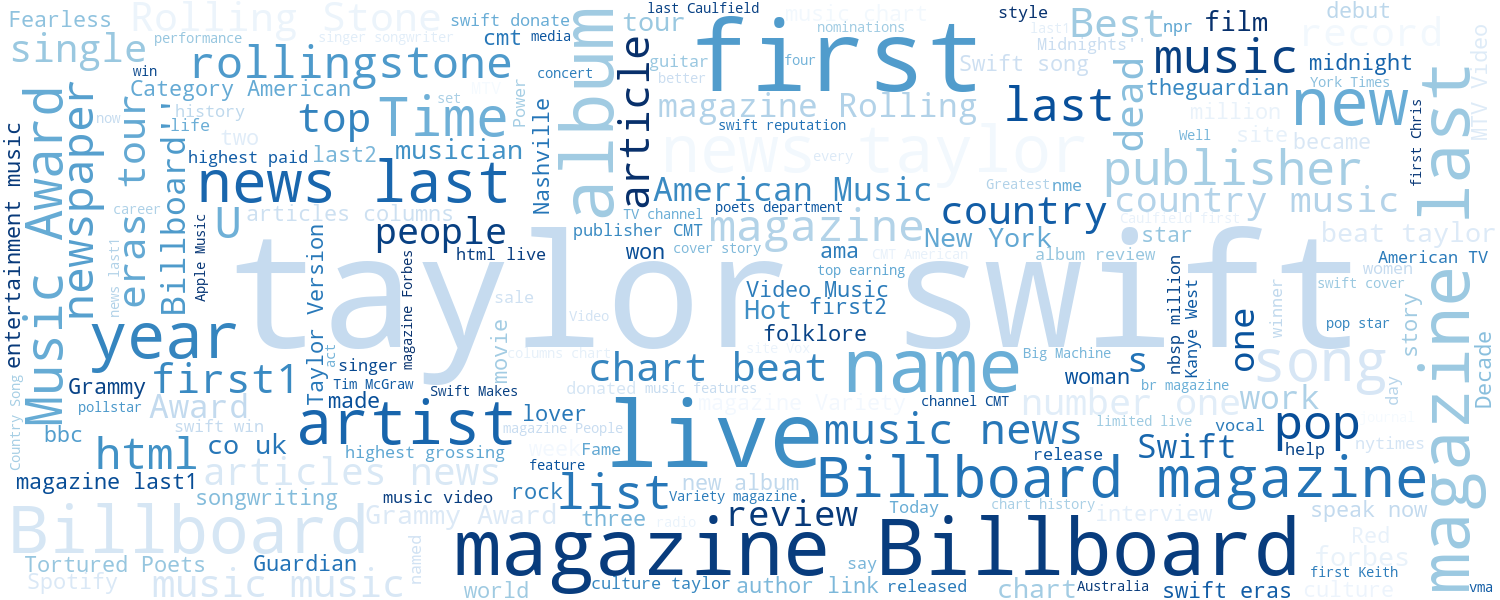 Fearless
Rolling Stone
swift donate
last Caulfield
music chart
style
debut
single
performance
singer songwriter
cmt
media
tour
first
nominations
last1
Best
npr
film
record
win
rollingstone
concert
album
article
guitar
better
four
Swift song
Midnights''
music
midnight
Category American
history
life
top
Time
set
MTV
Power
magazine Rolling
last
dead
theguardian
York Times
new
MTV Video
now
two
highest paid
last2
musician
Nashville
swift reputation
news taylor
every
million
Well
site
became
first Chris
last
entertainment music
Music Award
newspaper
eras tour
Billboard'
news last
American Music
Greatest
nme
publisher
country music
career
U
articles columns
TV channel
poets department
magazine
country
Caulfield first
star
beat taylor
Apple Music
people
publisher CMT
New York
html live
won
cover story
ama
CMT American
album review
American TV
news last1
taylor swift
top earning
women
swift cover
Taylor Version
magazine Forbes
sale
Video Music
Hot
first2
Video
folklore
nbsp million
Kanye West
one
winner
pop star
story
magazine
year
act
singer
movie
columns chart
site box
chart beat
name
Big Machine
s
song
Decade
Country song
Grammy
first1
Tim McGraw
made
Swift Makes
donated
music features
woman
br magazine
day
pollstar
Award
swift win
artist
lover
magazine People
magazine Variety
channel CMT
number one
work
bbc
html
co uk
highest grossing
week
Fame
live
music news
limited live
vocal
pop
journal
release
Swift
help
nytimes
magazine last1
articles news
feature
songwriting
music video
rock
list
Variety magazine
new album
Billboard magazine
Billboard
Grammy Award
three
radio
review
Today
chart history
interview
speak now
Tortured Poets
Guardian
named
magazine Billboard
Red
forbes
first Keith
Spotify
music music
world
culture taylor
author link
say
released
chart
Australia
swift eras
culture
vma